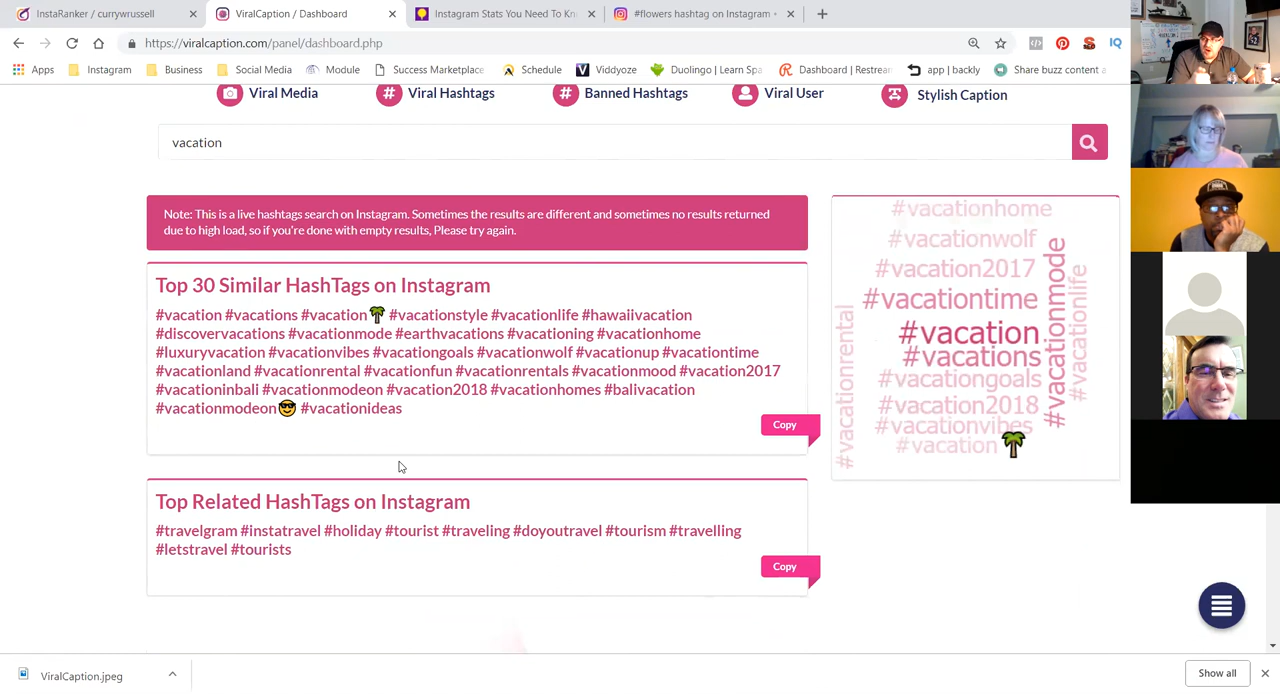 InstaRanker / currywrussell
ViralCaption / Dashboard
Instagram Stats You Need To Kn
#flowers hashtag on Instagram •
https://viralcaption.com/panel/dashboard.php
IQ
Apps
Instagram
Business
Social Media
Module
Success Marketplace
Schedule
Viddyoze
Duolingo | Learn Spa
Dashboard | Restream
app | backly
Share buzz content a
Viral Media
Viral Hashtags
Banned Hashtags
Viral User
Stylish Caption
vacation
Note: This is a live hashtags search on Instagram. Sometimes the results are different and sometimes no results returned
due to high load, so if you're done with empty results, Please try again.
Top 30 Similar HashTags on Instagram
#vacation #vacations #vacation🌴 #vacationstyle #vacationlife #hawaiivacation
#discovervacations #vacationmode #earthvacations #vacationing #vacationhome
#luxuryvacation #vacationvibes #vacationgoals #vacationwolf #vacationup #vacationtime
#vacationland #vacationrental #vacationfun #vacationrentals #vacationmood #vacation2017
#vacationinbali #vacationmodeon #vacation2018 #vacationhomes #balivacation
#vacationmodeon😎 #vacationideas
Copy
Top Related HashTags on Instagram
#travelgram #instatravel #holiday #tourist #traveling #doyoutravel #tourism #travelling
#letstravel #tourists
Copy
#vacationhome
#vacationwolf
#vacation2017
#vacationtime
#vacation
#vacations
#vacationgoals
#vacation2018
#vacationvibes
#vacation🌴
#vacationrental
#vacationmode
#vacationlife
ViralCaption.jpeg
Show all